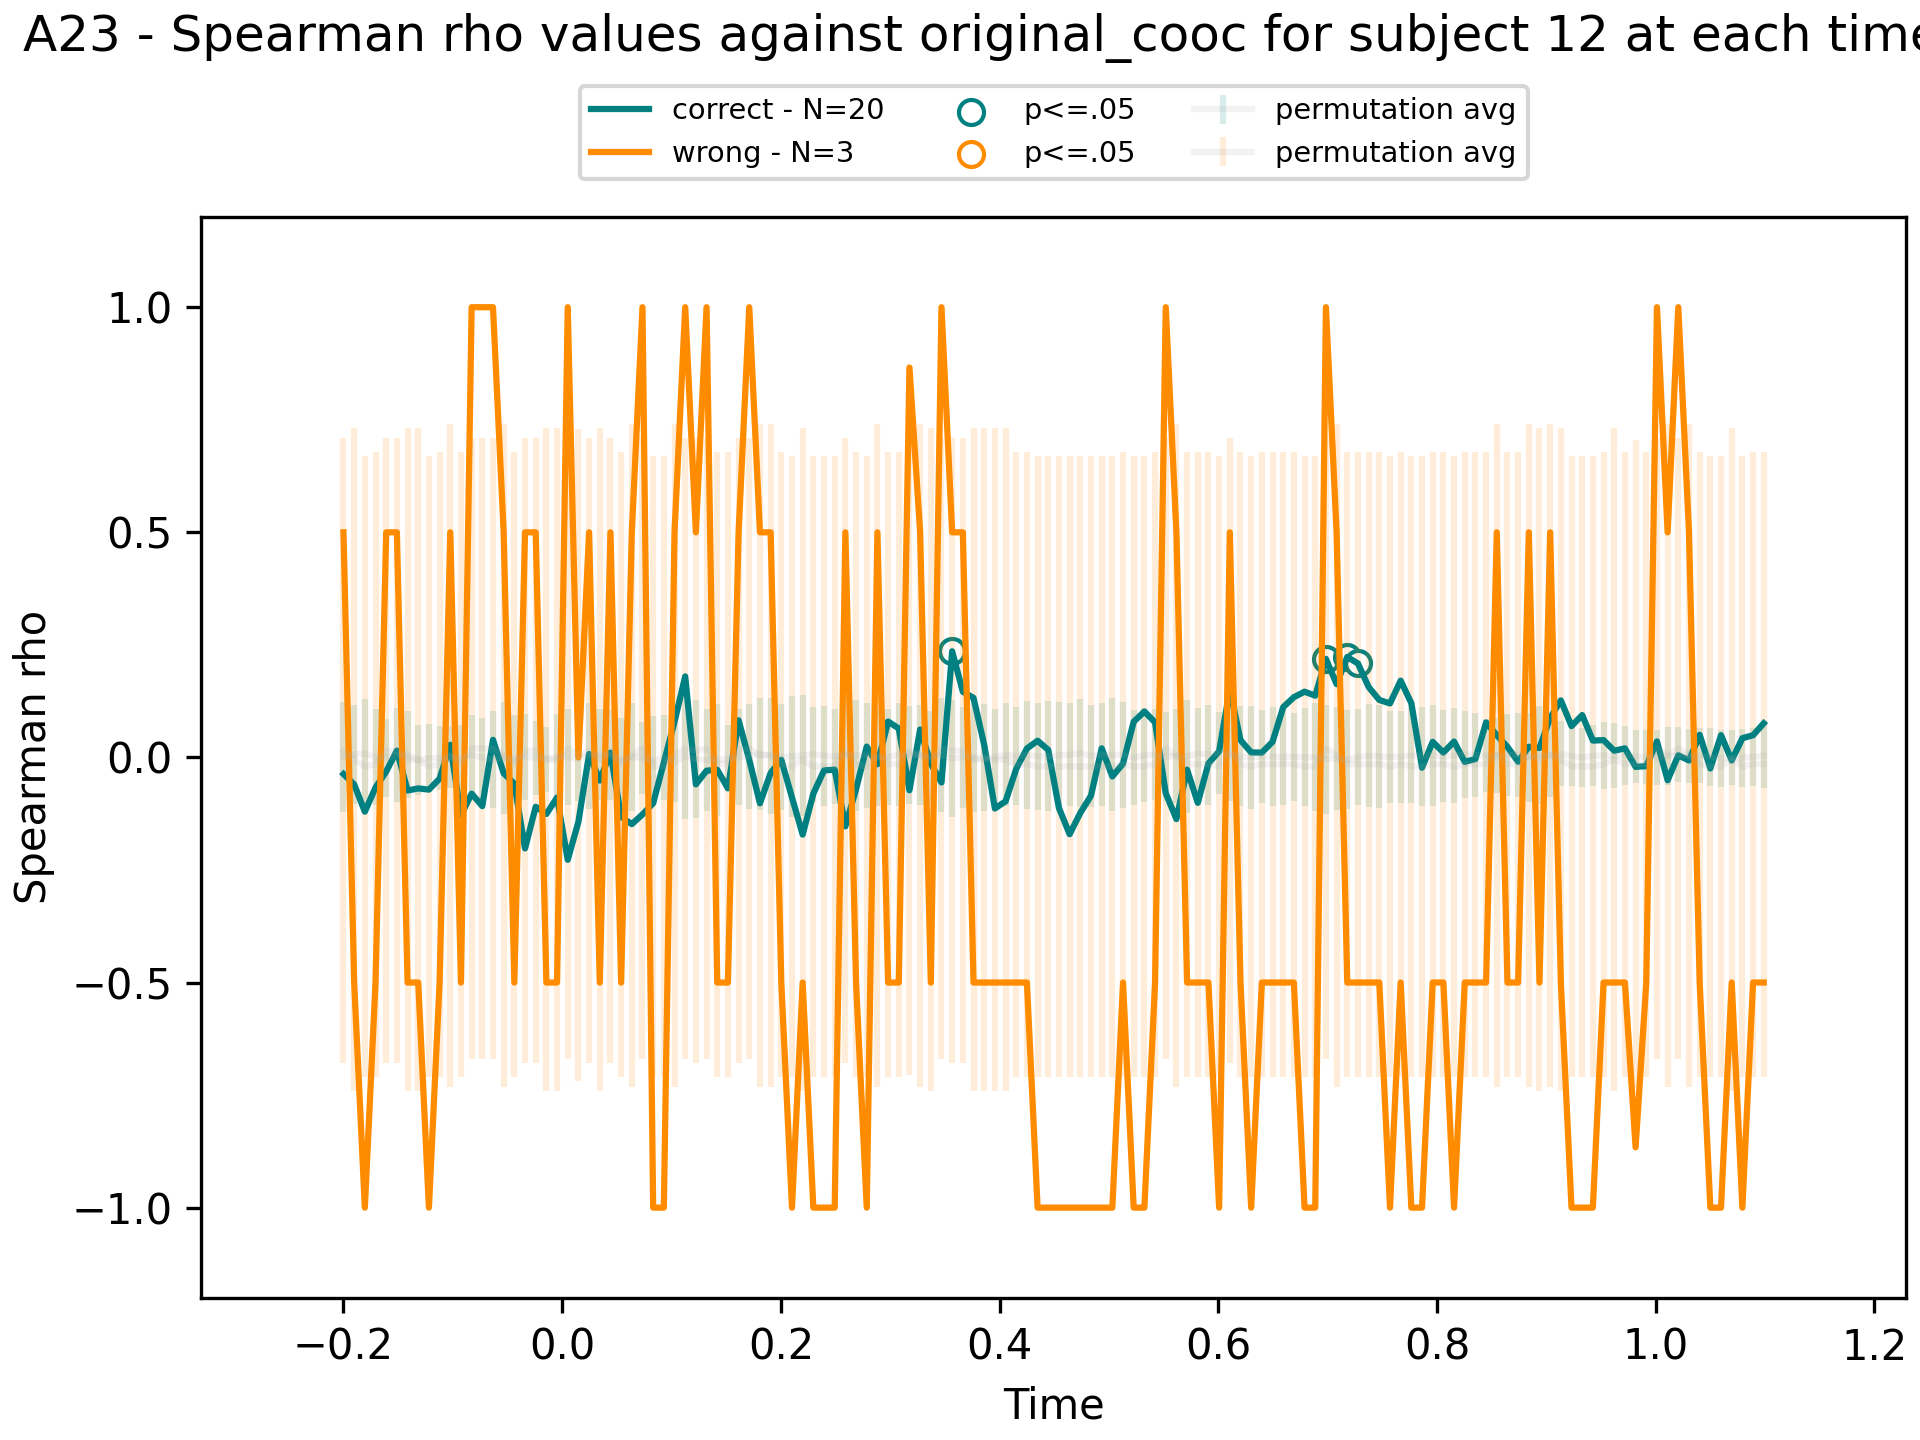 A23 - Spearman rho values against original_cooc for subject 12 at each time
correct - N=20 p<=.05 permutation avg
wrong - N=3 p<=.05 permutation avg
Spearman rho
1.0
0.5
0.0
−0.5
−1.0
−0.2 0.0 0.2 0.4 0.6 0.8 1.0 1.2
Time